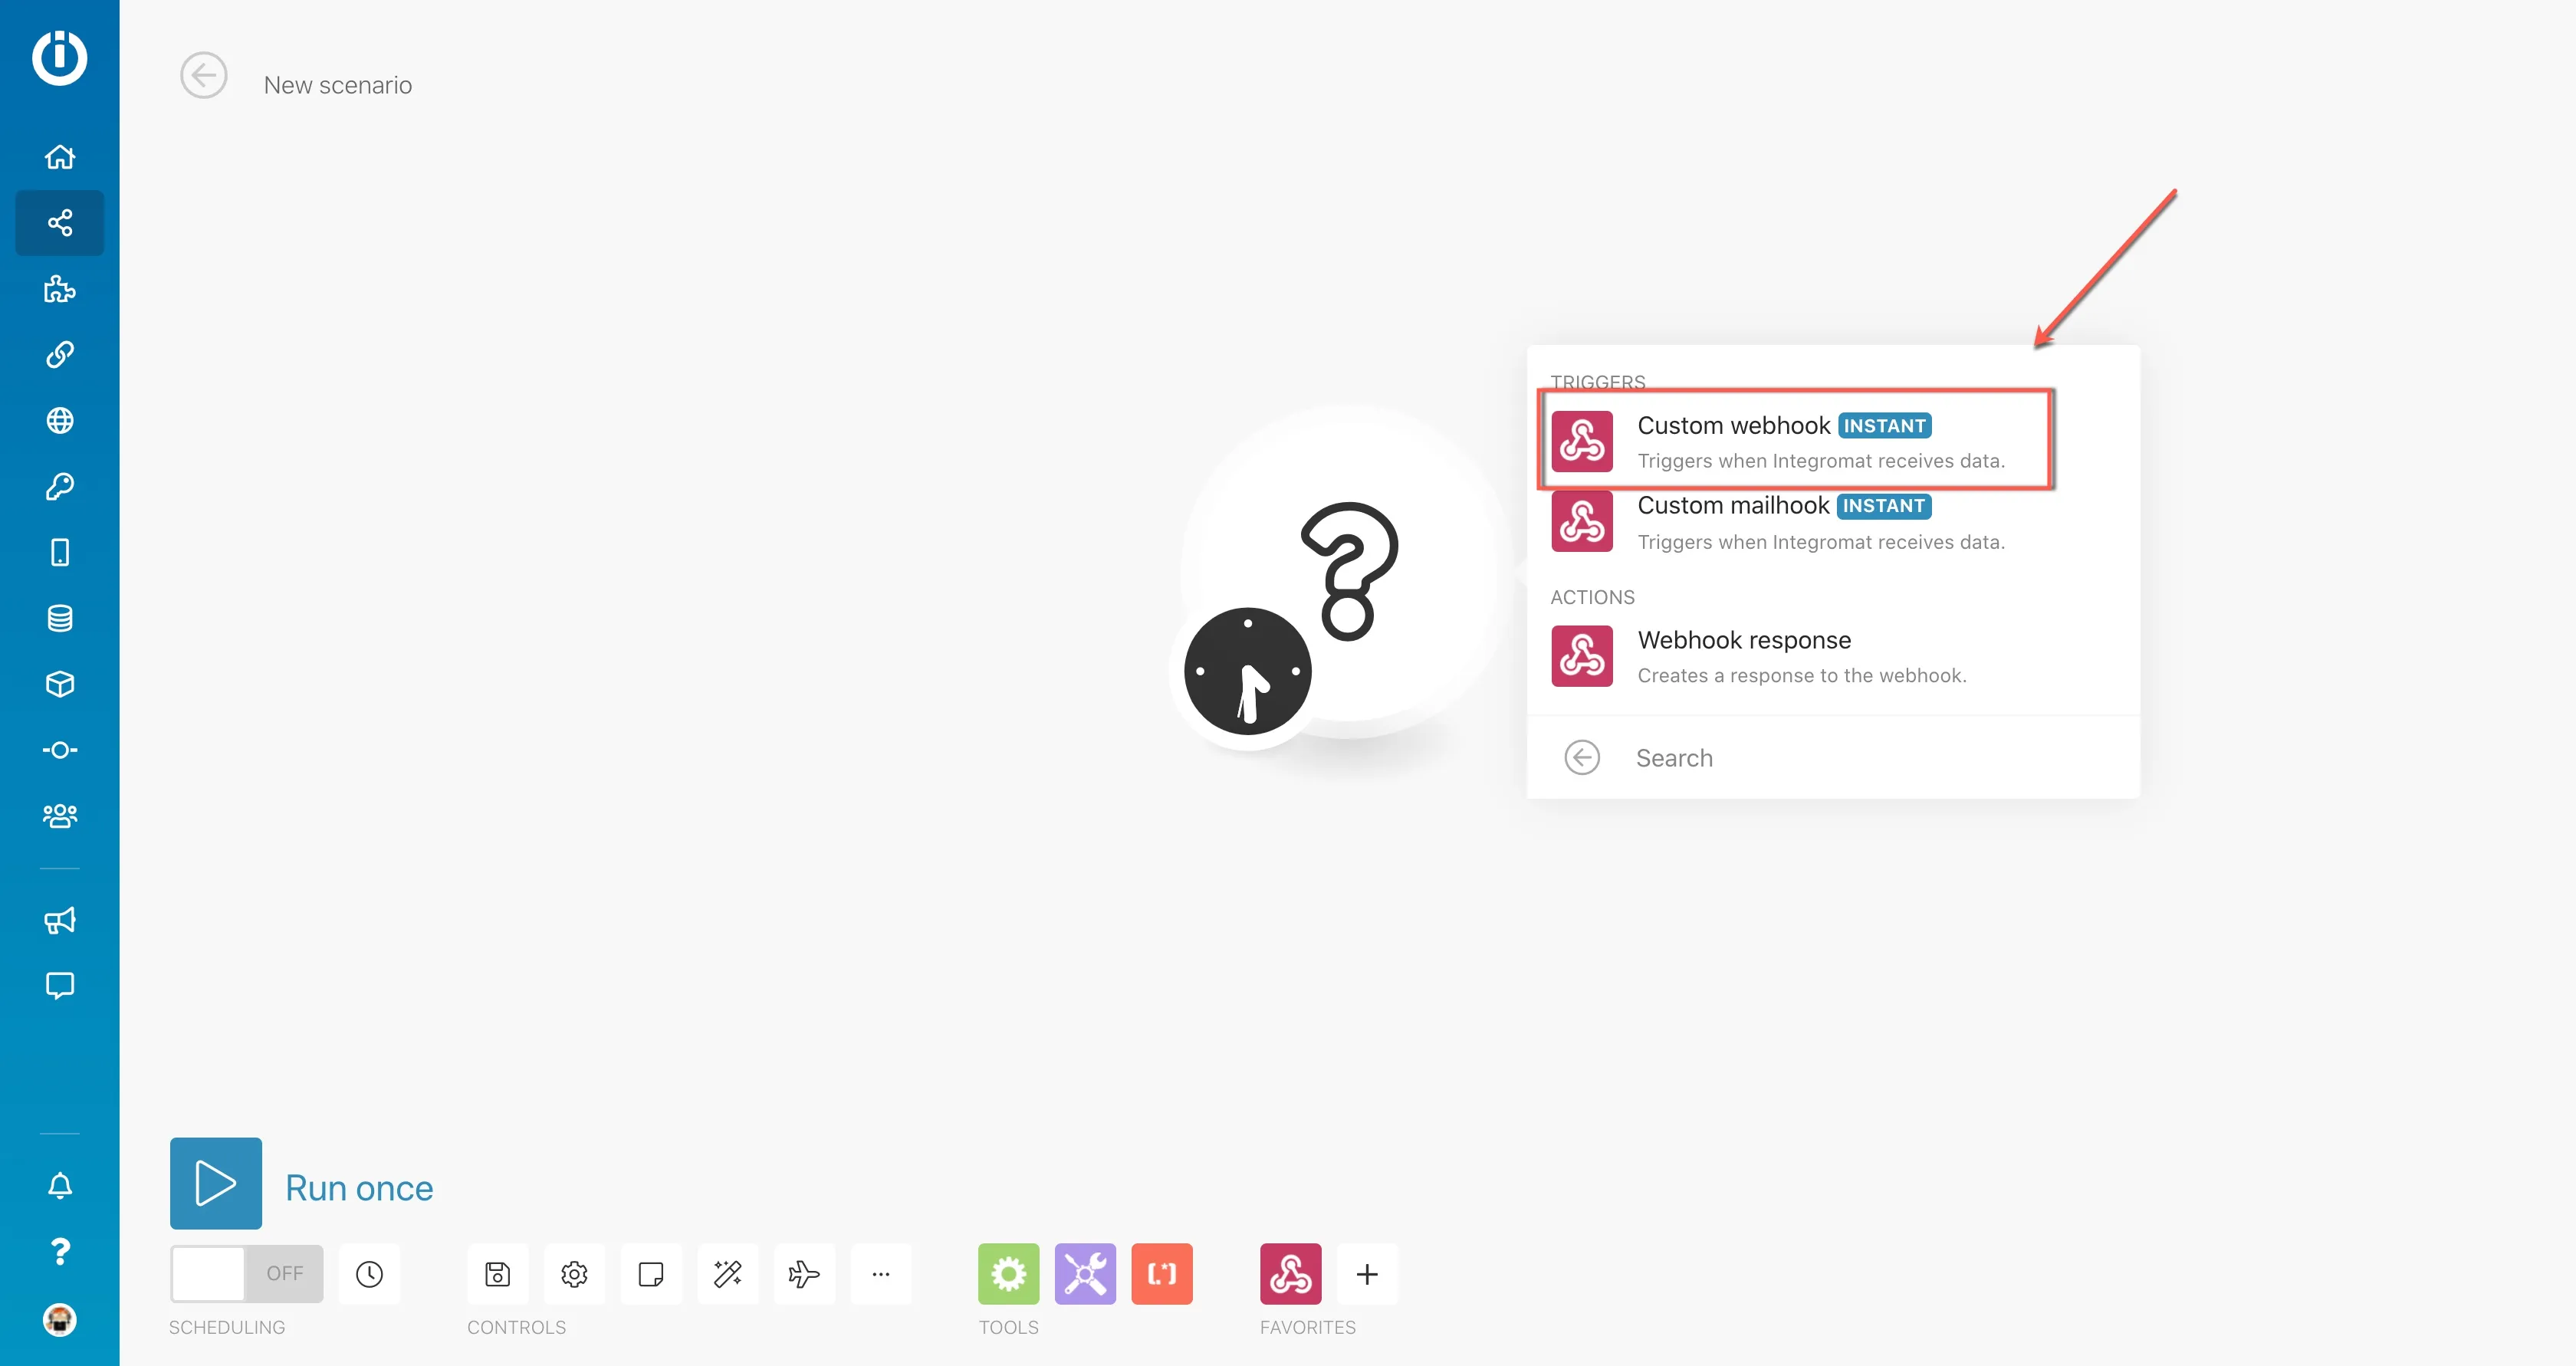 New scenario
TRIGGERS
Custom webhook INSTANT
Triggers when Integromat receives data.
Custom mailhook INSTANT
Triggers when Integromat receives data.
ACTIONS
Webhook response
Creates a response to the webhook.
Search
Run once
OFF
SCHEDULING
CONTROLS
TOOLS
FAVORITES